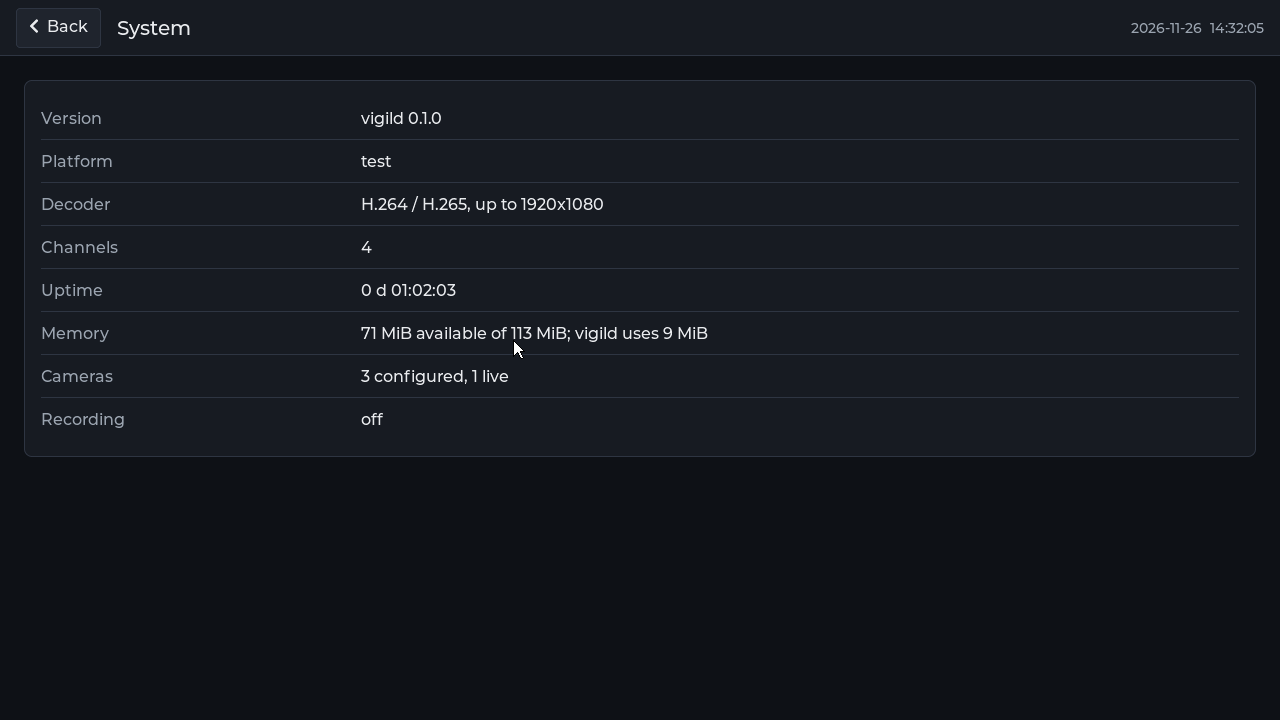 Back System 2026-11-26 14:32:05
Version vigild 0.1.0
Platform test
Decoder H.264 / H.265, up to 1920x1080
Channels 4
Uptime 0 d 01:02:03
Memory 71 MiB available of 113 MiB; vigild uses 9 MiB
Cameras 3 configured, 1 live
Recording off